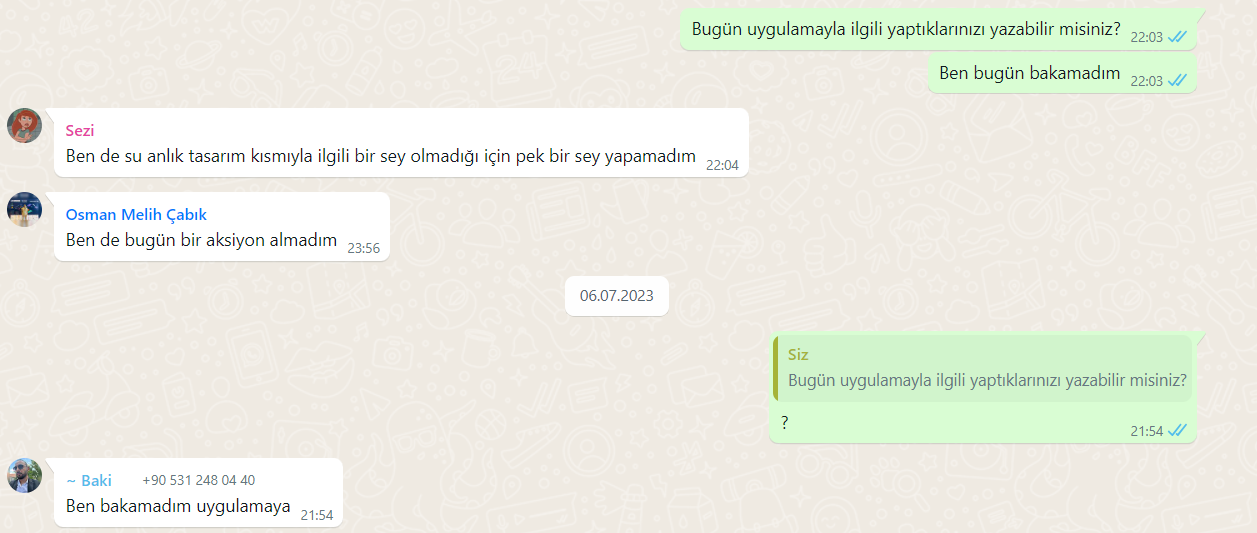 Bugün uygulamayla ilgili yaptıklarınızı yazabilir misiniz? 22:03
Ben bugün bakamadım 22:03
Sezi
Ben de su anlık tasarım kısmıyla ilgili bir sey olmadığı için pek bir sey yapamadım 22:04
Osman Melih Çabık
Ben de bugün bir aksiyon almadım 23:56
06.07.2023
Siz
Bugün uygulamayla ilgili yaptıklarınızı yazabilir misiniz?
? 21:54
~ Baki +90 531 248 04 40
Ben bakamadım uygulamaya 21:54